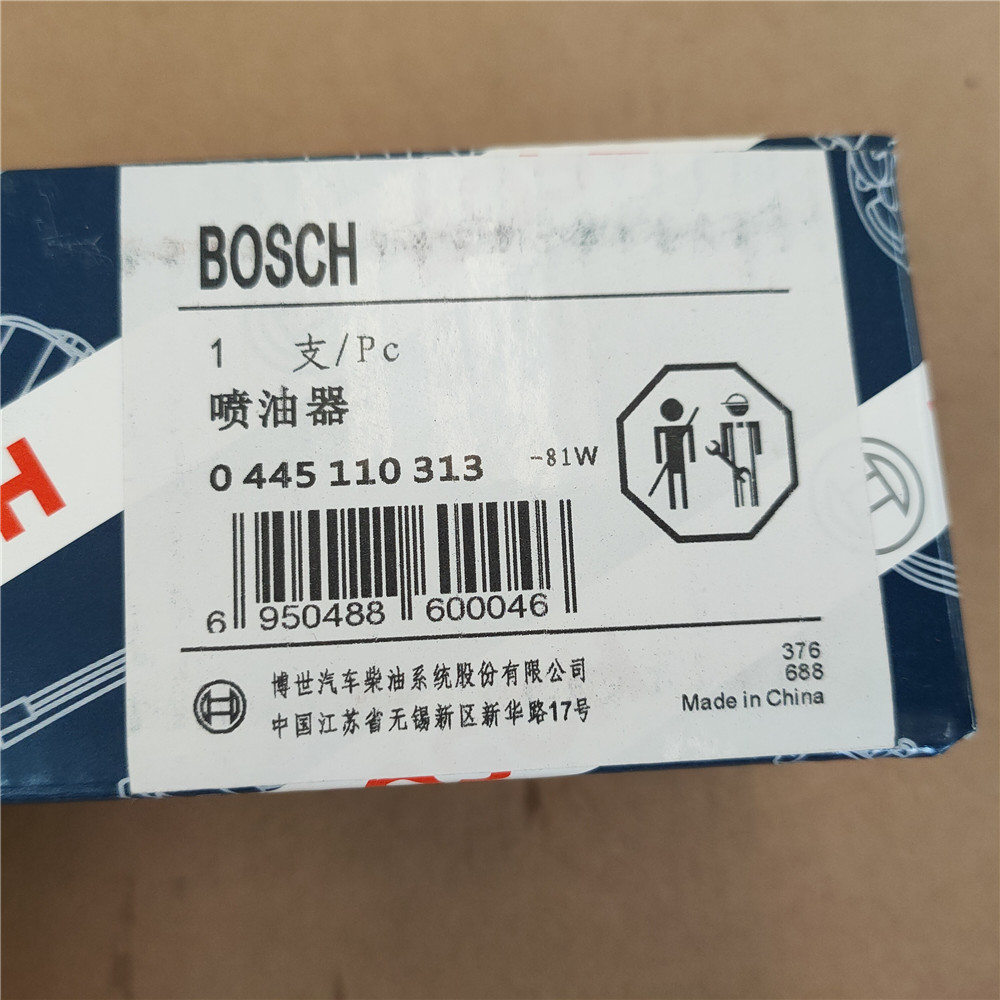 BOSCH
1 支/Pc
喷油器
0 445 110 313 -81W
6 950488 600046
376
688
博世汽车柴油系统股份有限公司
Made in China
中国江苏省无锡新区新华路17号
H